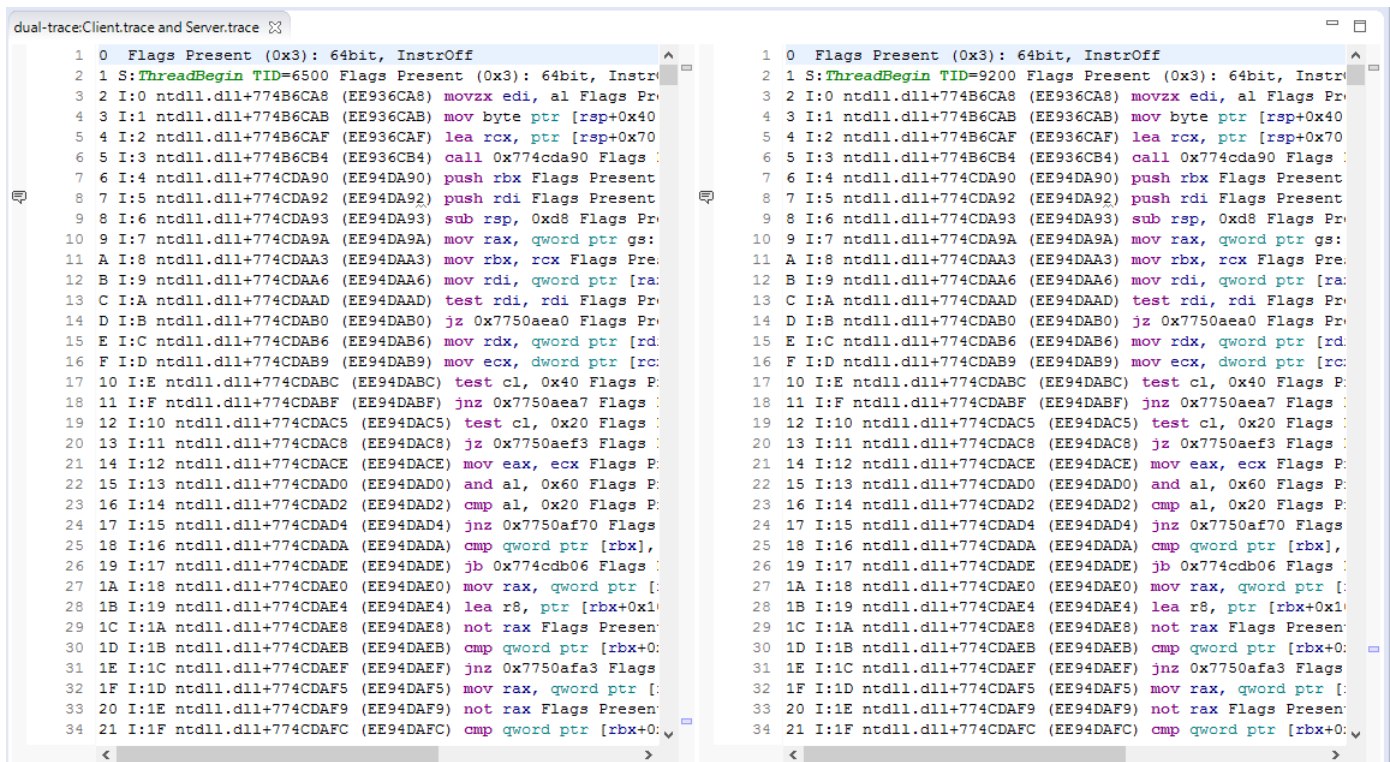 dual-trace:Client.trace and Server.trace
1 0 Flags Present (0x3): 64bit, InstrOff
2 1 S:ThreadBegin TID=6500 Flags Present (0x3): 64bit, Instr
3 2 I:0 ntdll.dll+774B6CA8 (EE936CA8) movzx edi, al Flags Pr
4 3 I:1 ntdll.dll+774B6CAB (EE936CAB) mov byte ptr [rsp+0x40
5 4 I:2 ntdll.dll+774B6CAF (EE936CAF) lea rcx, ptr [rsp+0x70
6 5 I:3 ntdll.dll+774B6CB4 (EE936CB4) call 0x774cda90 Flags
7 6 I:4 ntdll.dll+774CDA90 (EE94DA90) push rbx Flags Present
8 7 I:5 ntdll.dll+774CDA92 (EE94DA92) push rdi Flags Present
9 8 I:6 ntdll.dll+774CDA93 (EE94DA93) sub rsp, 0xd8 Flags Pr
10 9 I:7 ntdll.dll+774CDA9A (EE94DA9A) mov rax, qword ptr gs:
11 A I:8 ntdll.dll+774CDAA3 (EE94DAA3) mov rbx, rcx Flags Pre
12 B I:9 ntdll.dll+774CDAA6 (EE94DAA6) mov rdi, qword ptr [ra
13 C I:A ntdll.dll+774CDAAD (EE94DAAD) test rdi, rdi Flags Pr
14 D I:B ntdll.dll+774CDAB0 (EE94DAB0) jz 0x7750aea0 Flags Pr
15 E I:C ntdll.dll+774CDAB6 (EE94DAB6) mov rdx, qword ptr [rd
16 F I:D ntdll.dll+774CDAB9 (EE94DAB9) mov ecx, dword ptr [rc
17 10 I:E ntdll.dll+774CDABC (EE94DABC) test cl, 0x40 Flags P
18 11 I:F ntdll.dll+774CDABF (EE94DABF) jnz 0x7750aea7 Flags
19 12 I:10 ntdll.dll+774CDAC5 (EE94DAC5) test cl, 0x20 Flags
20 13 I:11 ntdll.dll+774CDAC8 (EE94DAC8) jz 0x7750aef3 Flags
21 14 I:12 ntdll.dll+774CDACE (EE94DACE) mov eax, ecx Flags P
22 15 I:13 ntdll.dll+774CDAD0 (EE94DAD0) and al, 0x60 Flags P
23 16 I:14 ntdll.dll+774CDAD2 (EE94DAD2) cmp al, 0x20 Flags P
24 17 I:15 ntdll.dll+774CDAD4 (EE94DAD4) jnz 0x7750af70 Flags
25 18 I:16 ntdll.dll+774CDADA (EE94DADA) cmp qword ptr [rbx],
26 19 I:17 ntdll.dll+774CDADE (EE94DADE) jb 0x774cdb06 Flags
27 1A I:18 ntdll.dll+774CDAE0 (EE94DAE0) mov rax, qword ptr [
28 1B I:19 ntdll.dll+774CDAE4 (EE94DAE4) lea r8, ptr [rbx+0x1
29 1C I:1A ntdll.dll+774CDAE8 (EE94DAE8) not rax Flags Presen
30 1D I:1B ntdll.dll+774CDAEB (EE94DAEB) cmp qword ptr [rbx+0
31 1E I:1C ntdll.dll+774CDAEF (EE94DAEF) jnz 0x7750afa3 Flags
32 1F I:1D ntdll.dll+774CDAF5 (EE94DAF5) mov rax, qword ptr [
33 20 I:1E ntdll.dll+774CDAF9 (EE94DAF9) not rax Flags Presen
34 21 I:1F ntdll.dll+774CDAFC (EE94DAFC) cmp qword ptr [rbx+0
1 0 Flags Present (0x3): 64bit, InstrOff
2 1 S:ThreadBegin TID=9200 Flags Present (0x3): 64bit, Instr
3 2 I:0 ntdll.dll+774B6CA8 (EE936CA8) movzx edi, al Flags Pr
4 3 I:1 ntdll.dll+774B6CAB (EE936CAB) mov byte ptr [rsp+0x40
5 4 I:2 ntdll.dll+774B6CAF (EE936CAF) lea rcx, ptr [rsp+0x70
6 5 I:3 ntdll.dll+774B6CB4 (EE936CB4) call 0x774cda90 Flags
7 6 I:4 ntdll.dll+774CDA90 (EE94DA90) push rbx Flags Present
8 7 I:5 ntdll.dll+774CDA92 (EE94DA92) push rdi Flags Present
9 8 I:6 ntdll.dll+774CDA93 (EE94DA93) sub rsp, 0xd8 Flags Pr
10 9 I:7 ntdll.dll+774CDA9A (EE94DA9A) mov rax, qword ptr gs:
11 A I:8 ntdll.dll+774CDAA3 (EE94DAA3) mov rbx, rcx Flags Pre
12 B I:9 ntdll.dll+774CDAA6 (EE94DAA6) mov rdi, qword ptr [ra
13 C I:A ntdll.dll+774CDAAD (EE94DAAD) test rdi, rdi Flags Pr
14 D I:B ntdll.dll+774CDAB0 (EE94DAB0) jz 0x7750aea0 Flags Pr
15 E I:C ntdll.dll+774CDAB6 (EE94DAB6) mov rdx, qword ptr [rd
16 F I:D ntdll.dll+774CDAB9 (EE94DAB9) mov ecx, dword ptr [rc
17 10 I:E ntdll.dll+774CDABC (EE94DABC) test cl, 0x40 Flags P
18 11 I:F ntdll.dll+774CDABF (EE94DABF) jnz 0x7750aea7 Flags
19 12 I:10 ntdll.dll+774CDAC5 (EE94DAC5) test cl, 0x20 Flags
20 13 I:11 ntdll.dll+774CDAC8 (EE94DAC8) jz 0x7750aef3 Flags
21 14 I:12 ntdll.dll+774CDACE (EE94DACE) mov eax, ecx Flags P
22 15 I:13 ntdll.dll+774CDAD0 (EE94DAD0) and al, 0x60 Flags P
23 16 I:14 ntdll.dll+774CDAD2 (EE94DAD2) cmp al, 0x20 Flags P
24 17 I:15 ntdll.dll+774CDAD4 (EE94DAD4) jnz 0x7750af70 Flags
25 18 I:16 ntdll.dll+774CDADA (EE94DADA) cmp qword ptr [rbx],
26 19 I:17 ntdll.dll+774CDADE (EE94DADE) jb 0x774cdb06 Flags
27 1A I:18 ntdll.dll+774CDAE0 (EE94DAE0) mov rax, qword ptr [
28 1B I:19 ntdll.dll+774CDAE4 (EE94DAE4) lea r8, ptr [rbx+0x1
29 1C I:1A ntdll.dll+774CDAE8 (EE94DAE8) not rax Flags Presen
30 1D I:1B ntdll.dll+774CDAEB (EE94DAEB) cmp qword ptr [rbx+0
31 1E I:1C ntdll.dll+774CDAEF (EE94DAEF) jnz 0x7750afa3 Flags
32 1F I:1D ntdll.dll+774CDAF5 (EE94DAF5) mov rax, qword ptr [
33 20 I:1E ntdll.dll+774CDAF9 (EE94DAF9) not rax Flags Presen
34 21 I:1F ntdll.dll+774CDAFC (EE94DAFC) cmp qword ptr [rbx+0